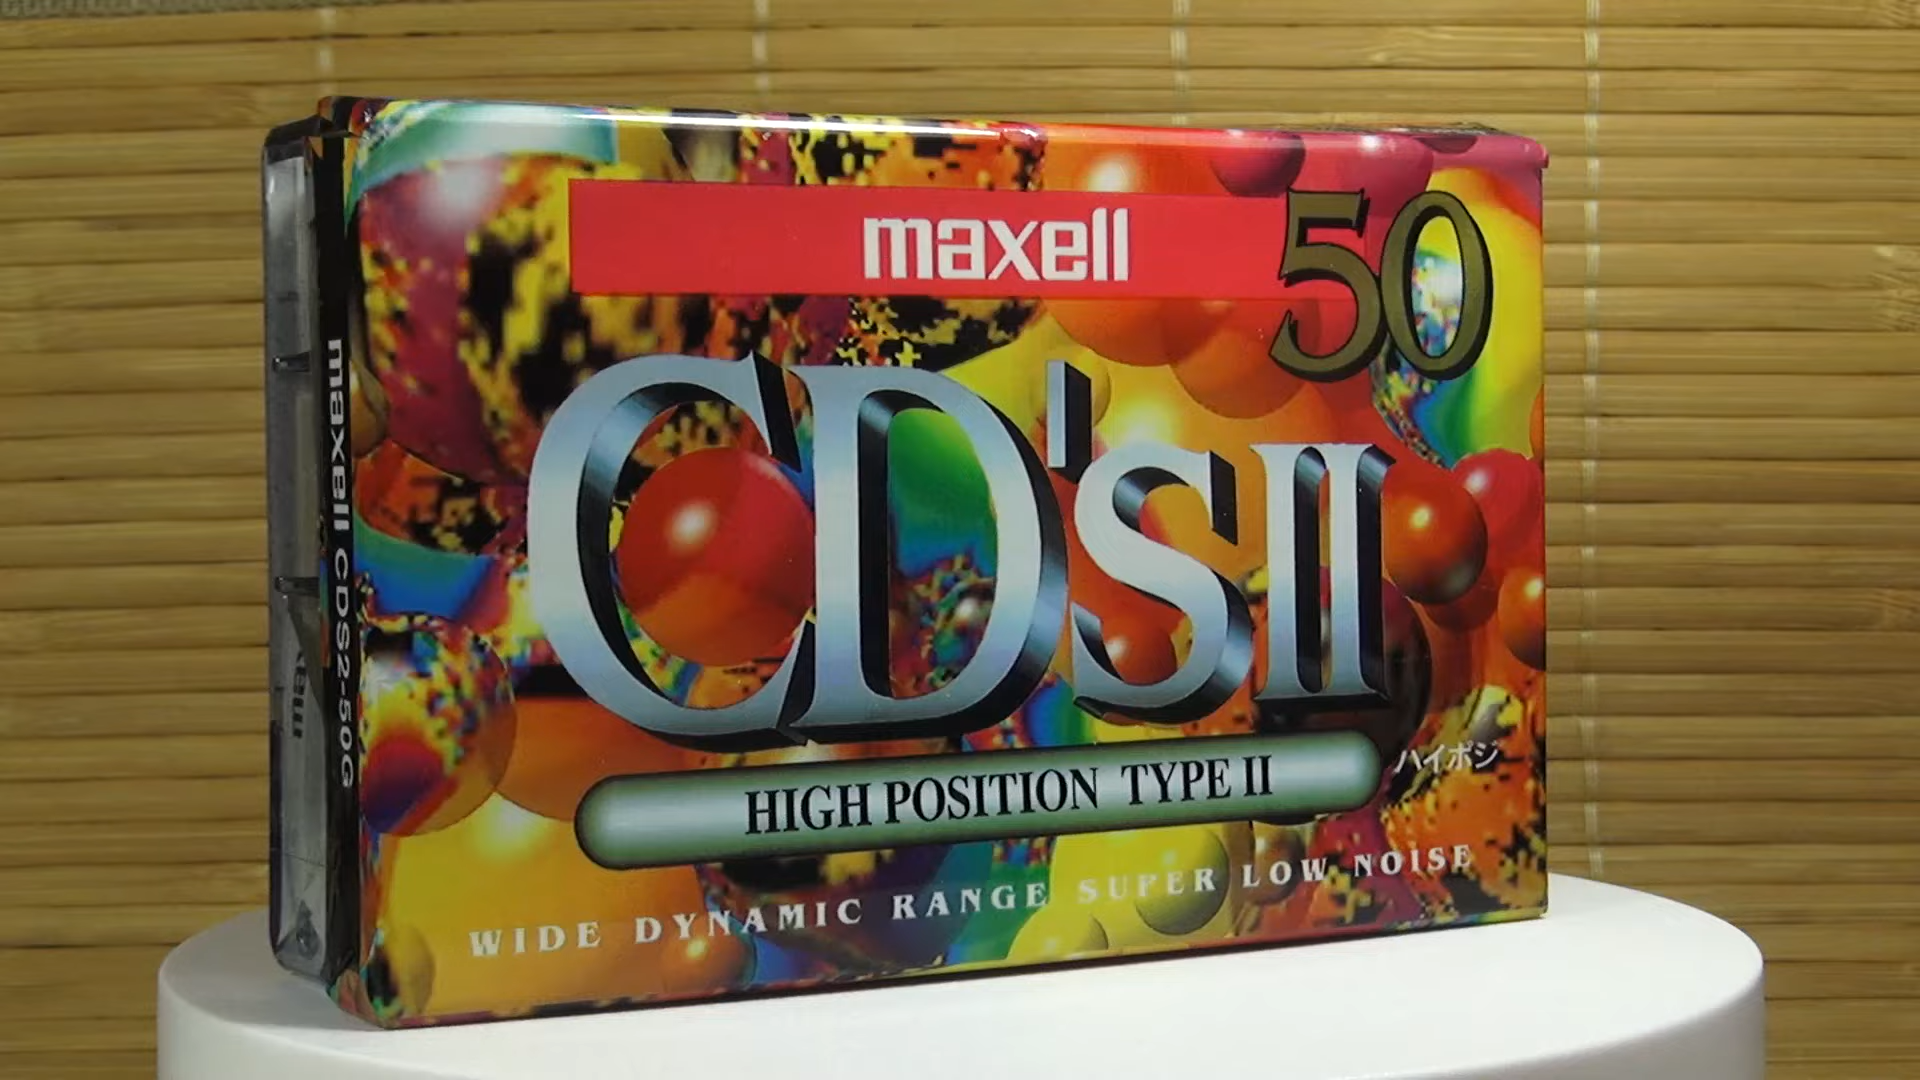 maxell
50
CD'S II
HIGH POSITION TYPE II
ハイポジ
WIDE DYNAMIC RANGE SUPER LOW NOISE
maxell CDS2-50G